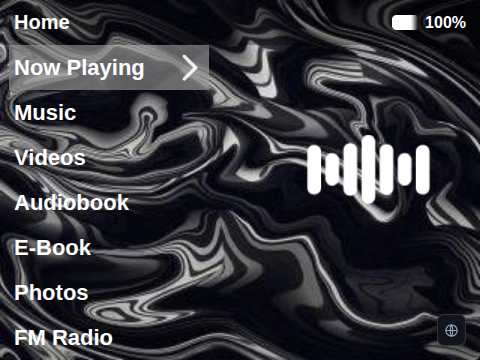 Home
100%
Now Playing
Music
Videos
Audiobook
E-Book
Photos
FM Radio